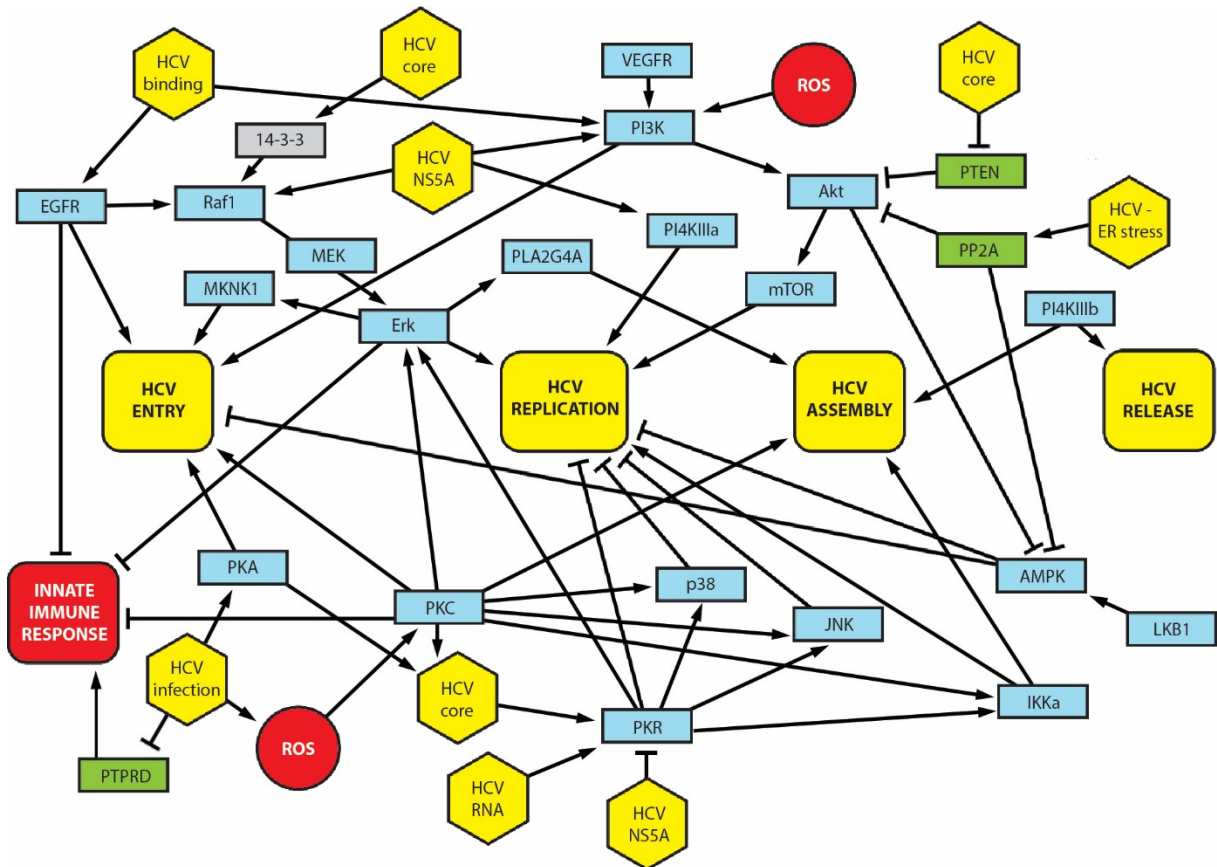 HCV
binding
HCV
core
VEGFR
ROS
HCV
core
14-3-3
PI3K
HCV
NS5A
PTEN
EGFR
Raf1
Akt
HCV -
ER stress
PI4KIIIa
MEK
PLA2G4A
PP2A
MKNK1
mTOR
PI4KIIIb
Erk
HCV
ENTRY
HCV
REPLICATION
HCV
ASSEMBLY
HCV
RELEASE
INNATE
IMMUNE
RESPONSE
PKA
p38
AMPK
PKC
JNK
LKB1
HCV
infection
HCV
core
IKKa
ROS
PKR
PTPRD
HCV
RNA
HCV
NS5A